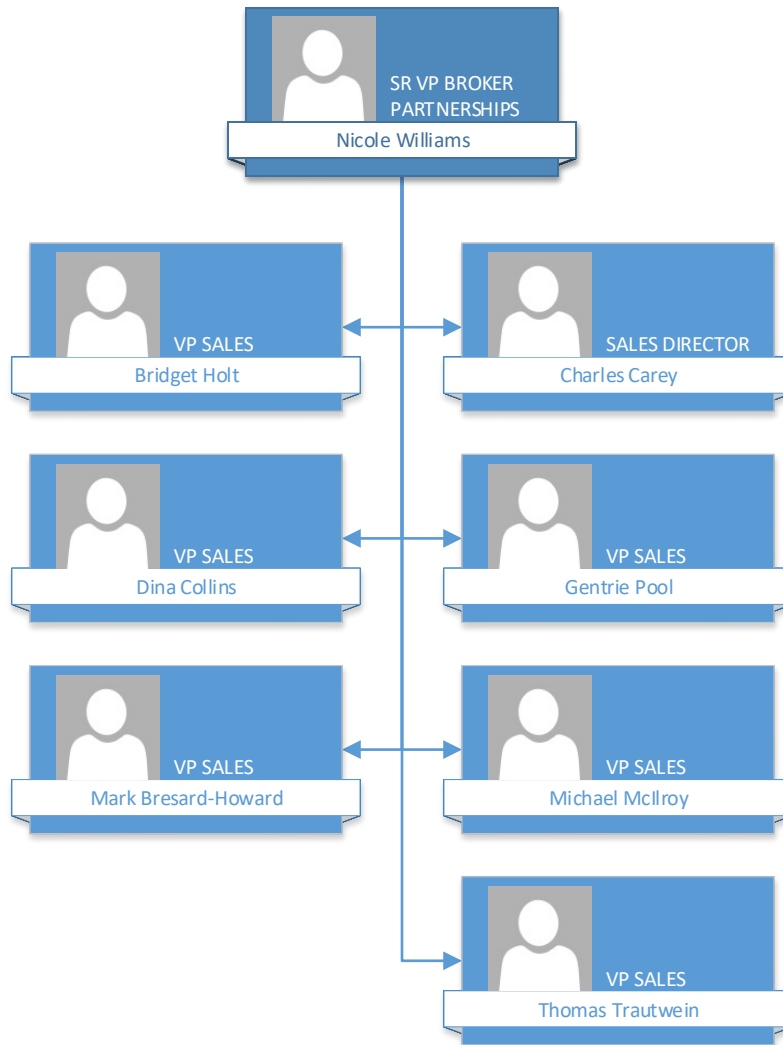 SR VP BROKER
PARTNERSHIPS
Nicole Williams
VP SALES
Bridget Holt
SALES DIRECTOR
Charles Carey
VP SALES
Dina Collins
VP SALES
Gentrie Pool
VP SALES
Mark Bresard-Howard
VP SALES
Michael McIlroy
VP SALES
Thomas Trautwein